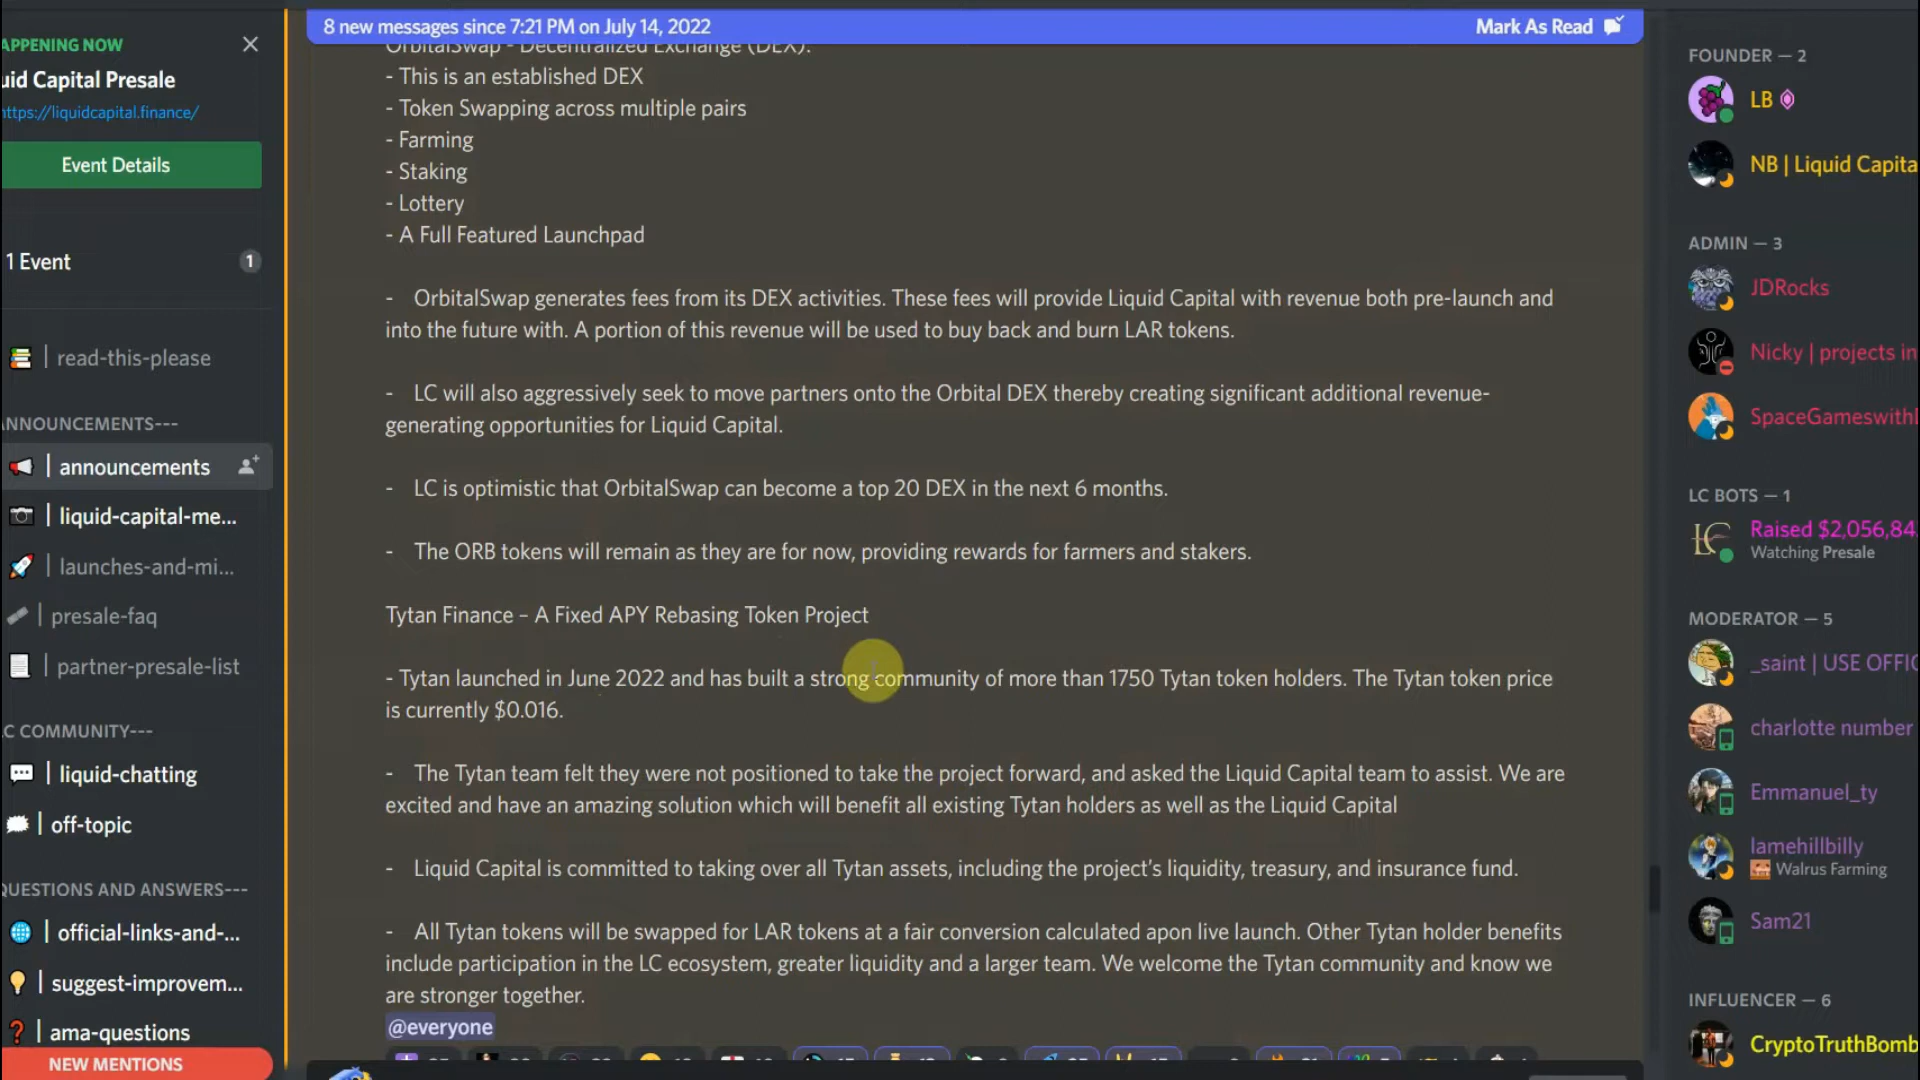 8 new messages since 7:21 PM on July 14, 2022
Mark As Read
APPENING NOW
uid Capital Presale
https://liquidcapital.finance/
Event Details
1 Event
1
read-this-please
ANNOUNCEMENTS---
announcements
liquid-capital-me...
launches-and-mi...
presale-faq
partner-presale-list
C COMMUNITY---
liquid-chatting
off-topic
QUESTIONS AND ANSWERS---
official-links-and-...
suggest-improvem...
ama-questions
NEW MENTIONS
OrbitalSwap - Decentralized Exchange (DEX):
- This is an established DEX
- Token Swapping across multiple pairs
- Farming
- Staking
- Lottery
- A Full Featured Launchpad
- OrbitalSwap generates fees from its DEX activities. These fees will provide Liquid Capital with revenue both pre-launch and
into the future with. A portion of this revenue will be used to buy back and burn LAR tokens.
- LC will also aggressively seek to move partners onto the Orbital DEX thereby creating significant additional revenue-
generating opportunities for Liquid Capital.
- LC is optimistic that OrbitalSwap can become a top 20 DEX in the next 6 months.
- The ORB tokens will remain as they are for now, providing rewards for farmers and stakers.
Tytan Finance – A Fixed APY Rebasing Token Project
- Tytan launched in June 2022 and has built a strong community of more than 1750 Tytan token holders. The Tytan token price
is currently $0.016.
- The Tytan team felt they were not positioned to take the project forward, and asked the Liquid Capital team to assist. We are
excited and have an amazing solution which will benefit all existing Tytan holders as well as the Liquid Capital
- Liquid Capital is committed to taking over all Tytan assets, including the project's liquidity, treasury, and insurance fund.
- All Tytan tokens will be swapped for LAR tokens at a fair conversion calculated apon live launch. Other Tytan holder benefits
include participation in the LC ecosystem, greater liquidity and a larger team. We welcome the Tytan community and know we
are stronger together.
@everyone
FOUNDER — 2
LB
NB | Liquid Capita
ADMIN — 3
JDRocks
Nicky | projects in
SpaceGameswithl
LC BOTS — 1
LC
Raised $2,056,84
Watching Presale
MODERATOR — 5
_saint | USE OFFIC
charlotte number
Emmanuel_ty
lamehillbilly
Walrus Farming
Sam21
INFLUENCER — 6
CryptoTruthBomb